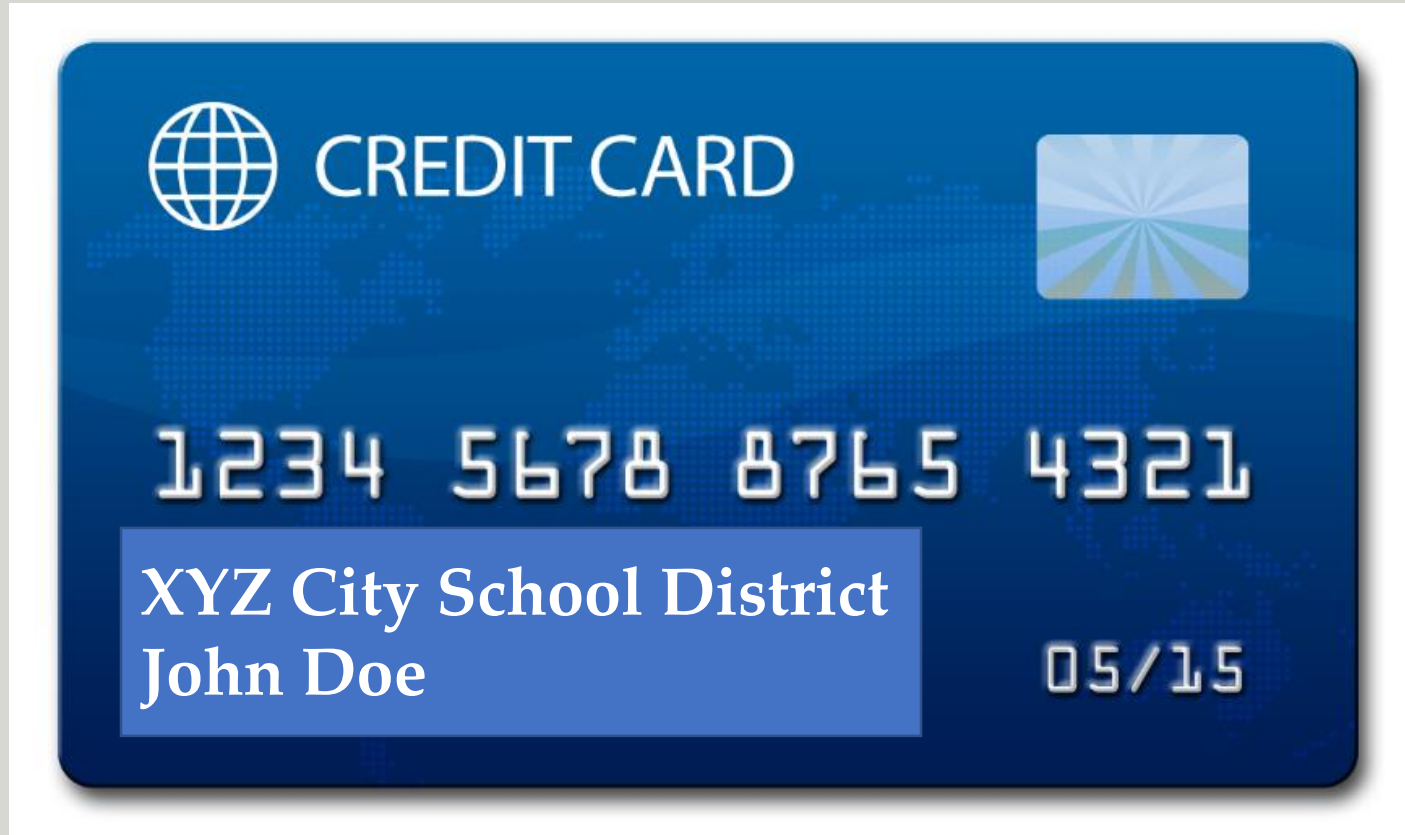 CREDIT CARD
1234 5678 8765 4321
XYZ City School District
John Doe
05/15